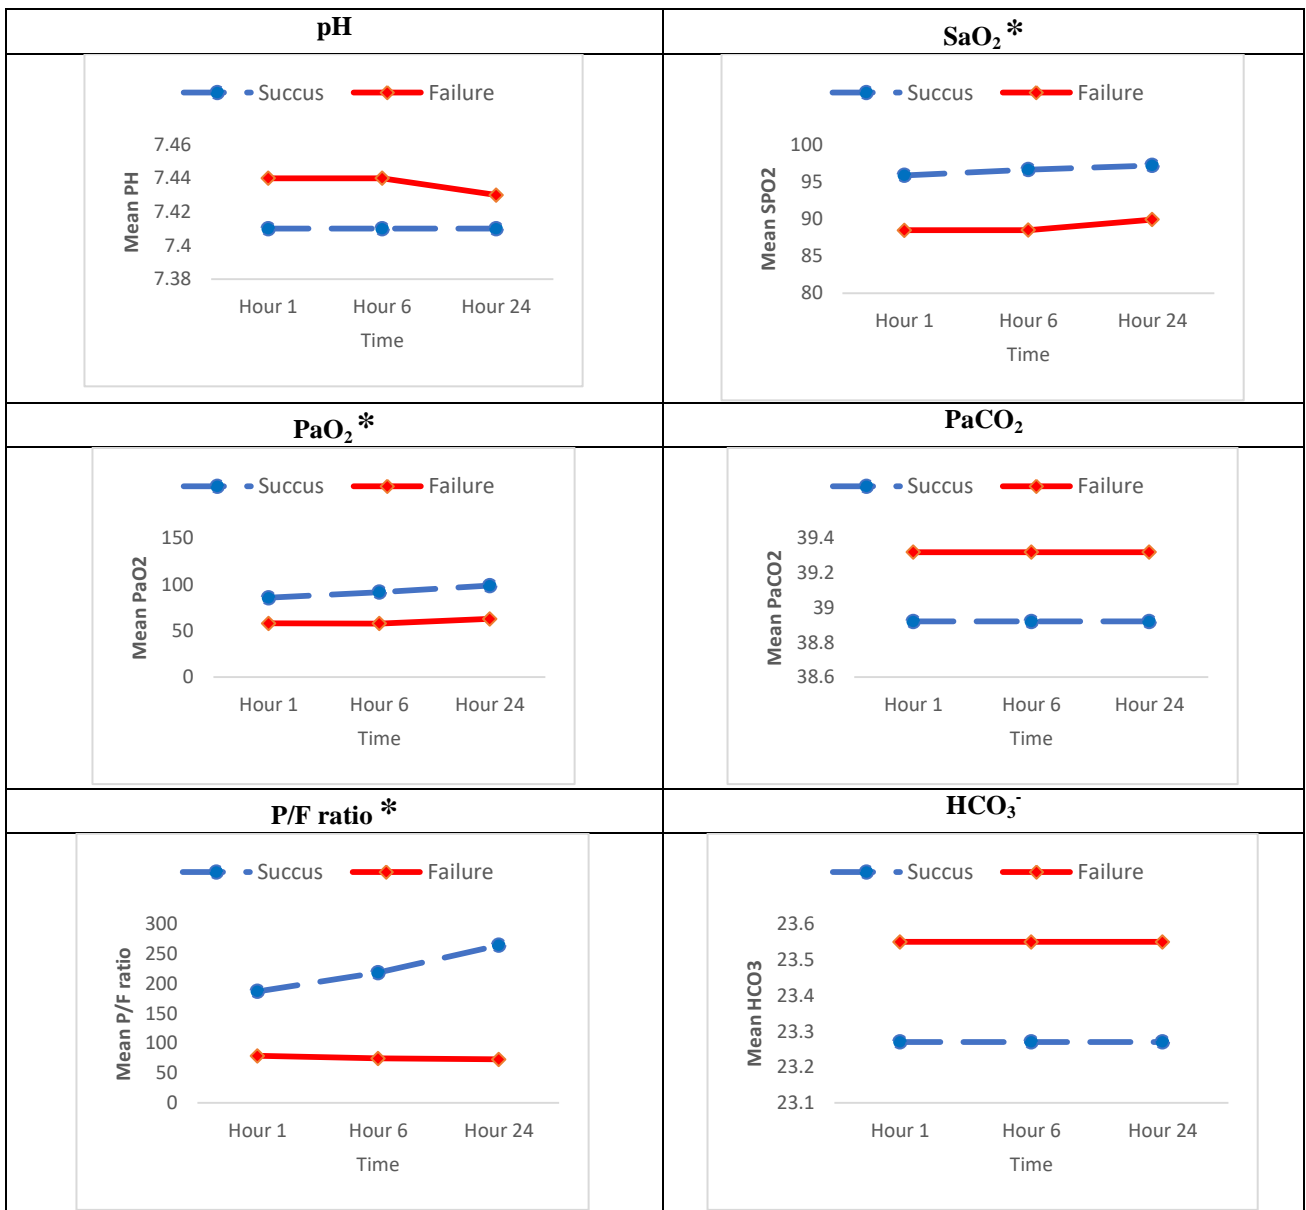 pH
Succus Failure
7.46
7.44
7.42
7.4
7.38
Mean PH
Hour 1 Hour 6 Hour 24
Time
SaO₂ *
Succus Failure
100
95
90
85
80
Mean SPO2
Hour 1 Hour 6 Hour 24
Time
PaO₂ *
Succus Failure
150
100
50
0
Mean PaO2
Hour 1 Hour 6 Hour 24
Time
PaCO₂
Succus Failure
39.4
39.2
39
38.8
38.6
Mean PaCO2
Hour 1 Hour 6 Hour 24
Time
P/F ratio *
Succus Failure
300
250
200
150
100
50
0
Mean P/F ratio
Hour 1 Hour 6 Hour 24
Time
HCO₃⁻
Succus Failure
23.6
23.5
23.4
23.3
23.2
23.1
Mean HCO3
Hour 1 Hour 6 Hour 24
Time